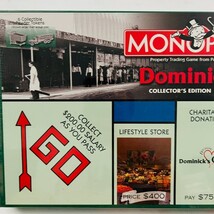 A Collectible
MONOP
Property Trading Game from P
Dominic
COLLECTOR'S EDITION
COLLECT
$200.00 SALARY
AS YOU PASS
GO
LIFESTYLE STORE
PRICE $400
CHARITA
DONATI
Dominick's
PAY $75